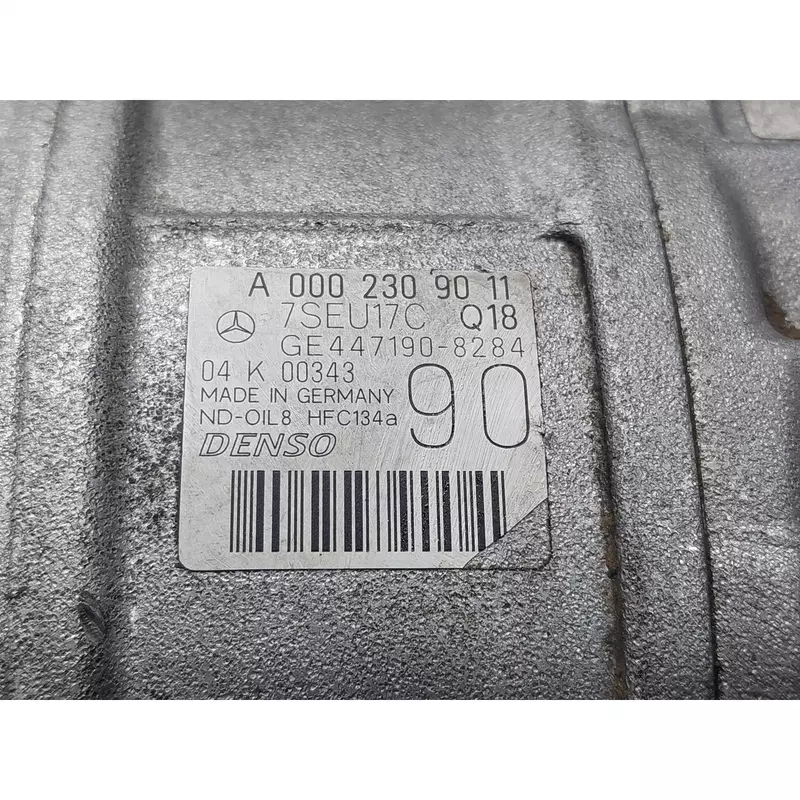 A 000 230 90 11
7SEU17C Q18
GE447190-8284
04 K 00343
MADE IN GERMANY
ND-OIL8 HFC134a
90
DENSO